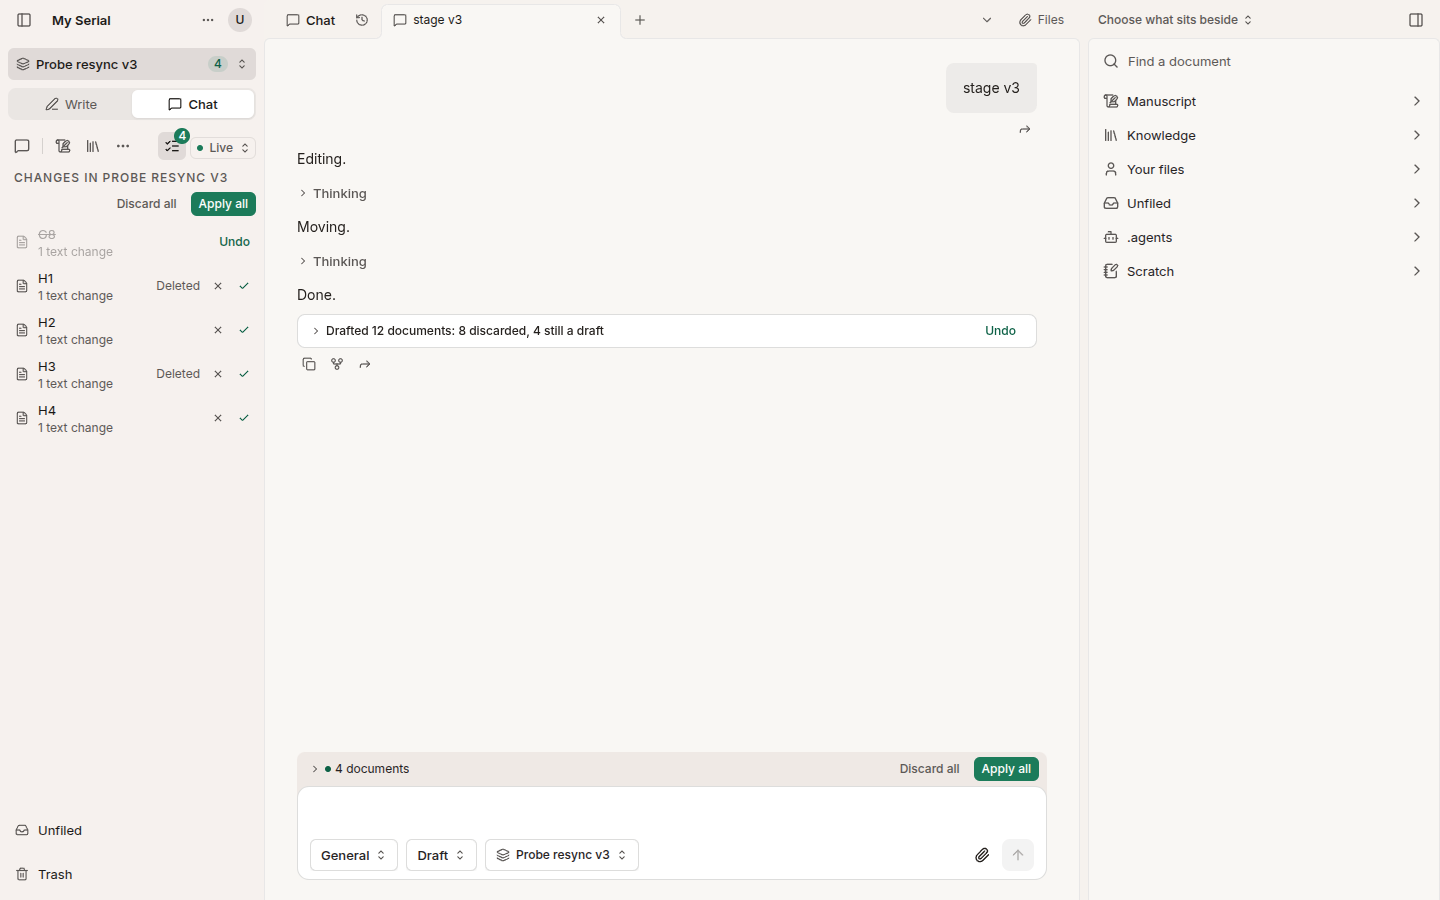 My Serial
U
Probe resync v3
4
Write
Chat
4
Live
CHANGES IN PROBE RESYNC V3
Discard all
Apply all
G8
1 text change
Undo
H1
1 text change
Deleted
H2
1 text change
H3
1 text change
Deleted
H4
1 text change
Unfiled
Trash
Chat
stage v3
Files
stage v3
Editing.
Thinking
Moving.
Thinking
Done.
Drafted 12 documents: 8 discarded, 4 still a draft
Undo
4 documents
Discard all
Apply all
General
Draft
Probe resync v3
Choose what sits beside
Find a document
Manuscript
Knowledge
Your files
Unfiled
.agents
Scratch